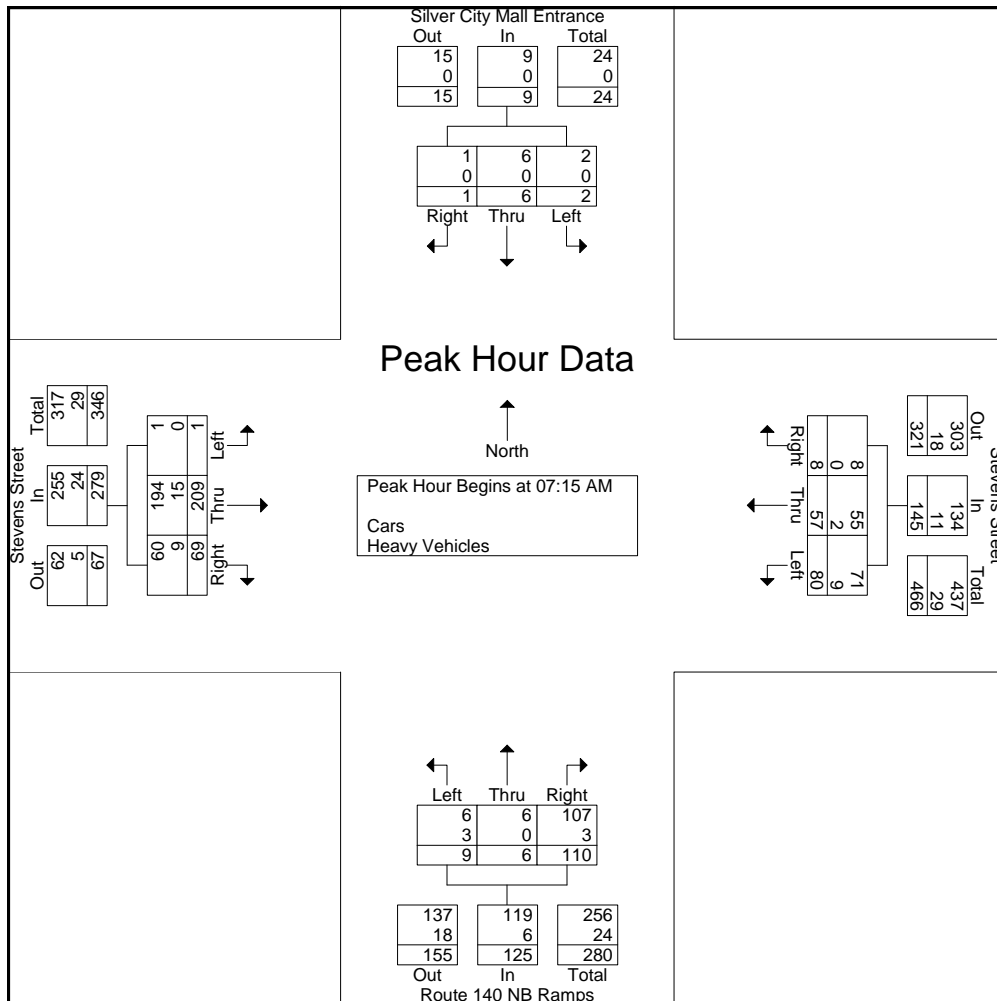 Silver City Mall Entrance
Out In Total
15 9 24
0 0 0
15 9 24
1 6 2
0 0 0
1 6 2
Right Thru Left
Peak Hour Data
North
Peak Hour Begins at 07:15 AM
Cars
Heavy Vehicles
Stevens Street
Out In Total
62 255 317
5 24 29
67 279 346
Right Thru Left
60 194 1
9 15 0
69 209 1
Stevens Street
Out In Total
303 134 437
18 11 29
321 145 466
8 55 71
0 2 9
8 57 80
Right Thru Left
Left Thru Right
6 6 107
3 0 3
9 6 110
137 119 256
18 6 24
155 125 280
Out In Total
Route 140 NB Ramps